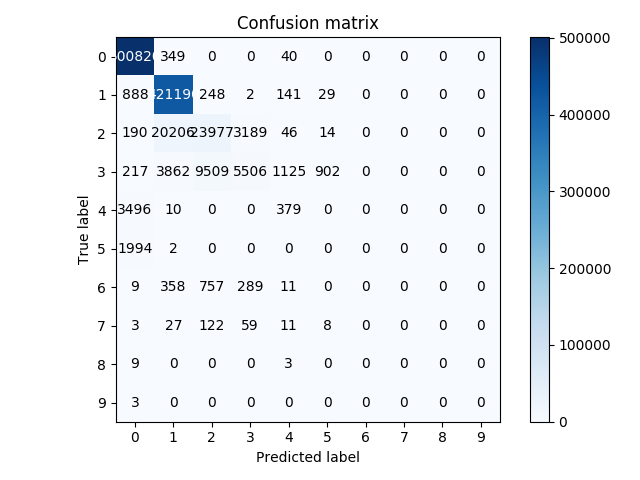 Confusion matrix
0 349 0 0 40 0 0 0 0 0
1 888 248 2 141 29 0 0 0 0
2 190 20206 23977 3189 46 14 0 0 0 0
3 217 3862 9509 5506 1125 902 0 0 0 0
4 3496 10 0 0 379 0 0 0 0 0
5 1994 2 0 0 0 0 0 0 0 0
6 9 358 757 289 11 0 0 0 0 0
7 3 27 122 59 11 8 0 0 0 0
8 9 0 0 0 3 0 0 0 0 0
9 3 0 0 0 0 0 0 0 0 0
0 1 2 3 4 5 6 7 8 9
True label
Predicted label
500000
400000
300000
200000
100000
0